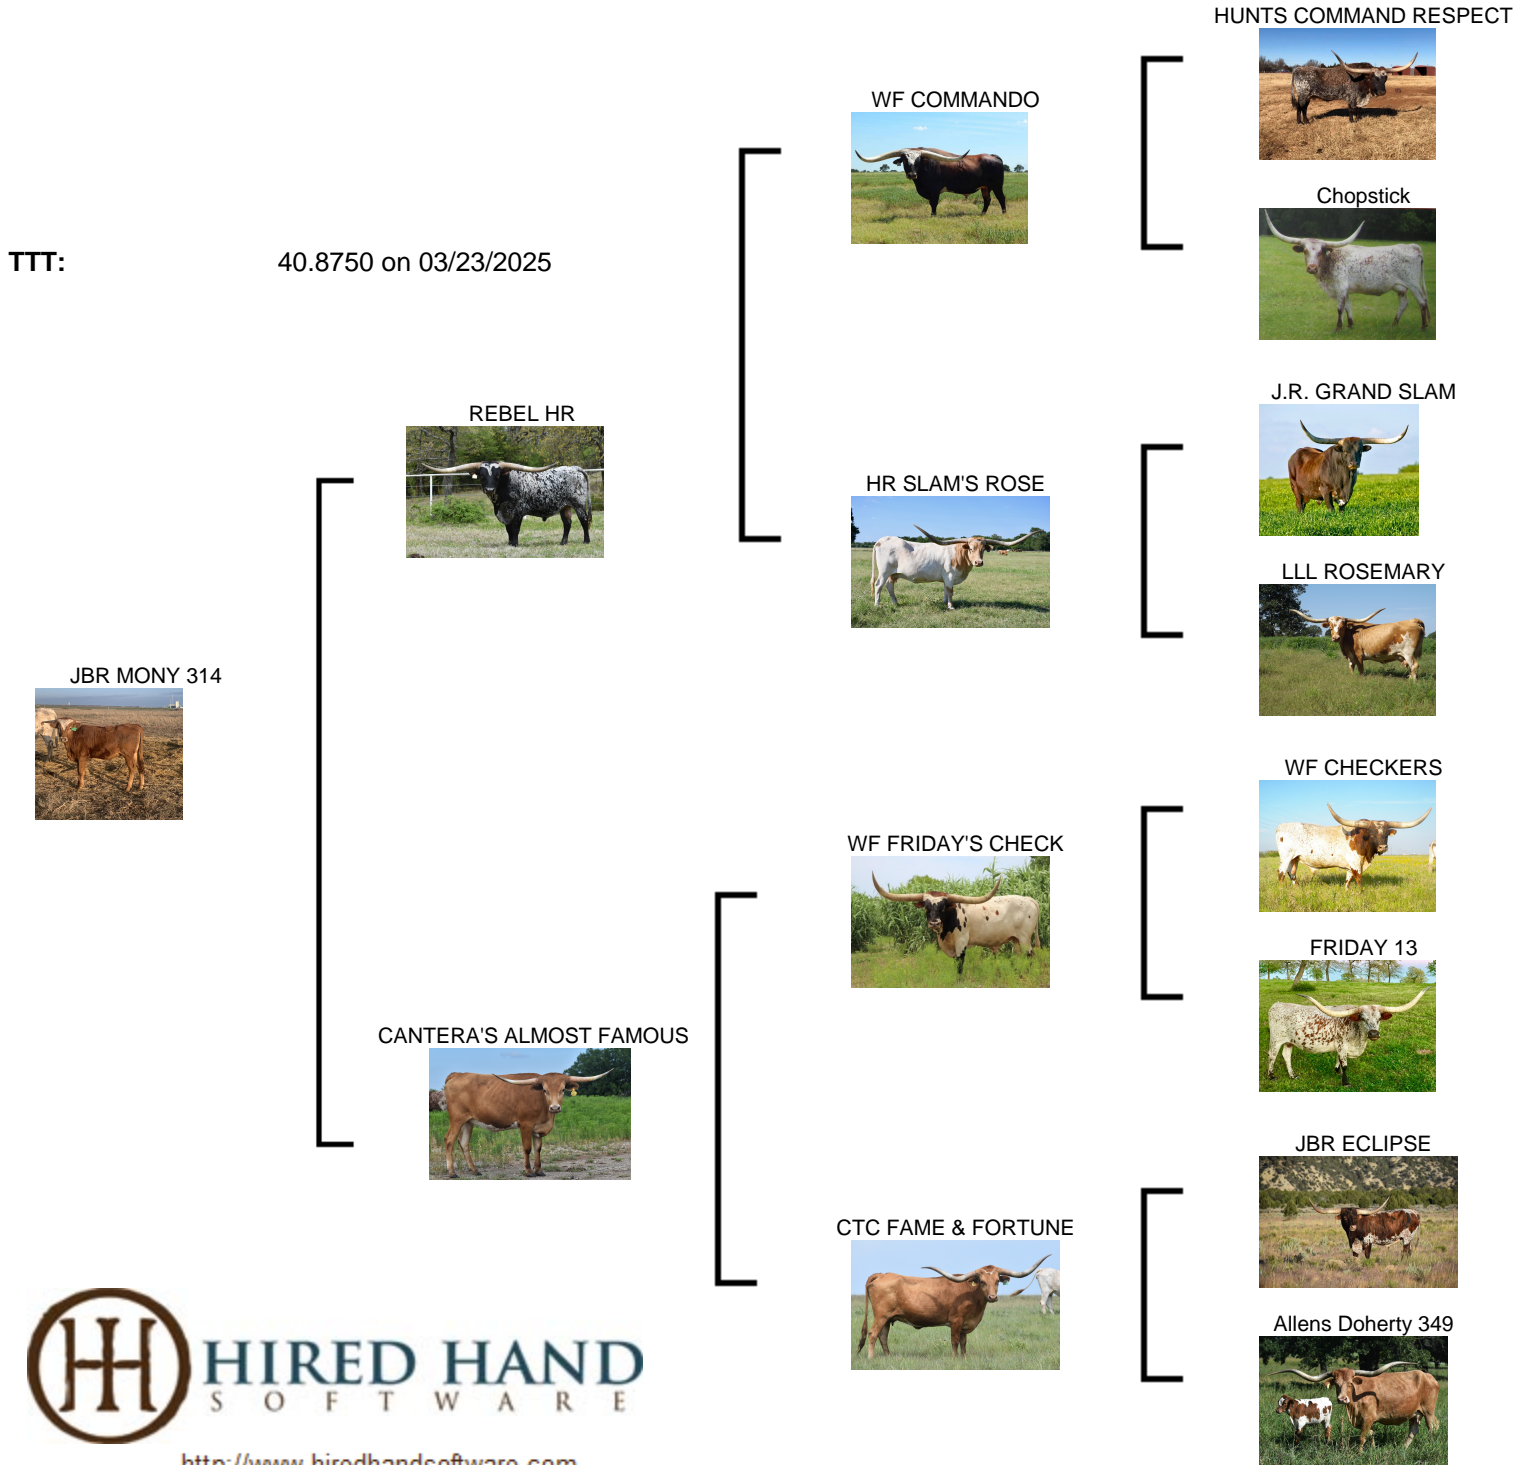 HUNTS COMMAND RESPECT
WF COMMANDO
Chopstick
TTT: 40.8750 on 03/23/2025
J.R. GRAND SLAM
REBEL HR
HR SLAM'S ROSE
LLL ROSEMARY
JBR MONY 314
WF CHECKERS
WF FRIDAY'S CHECK
FRIDAY 13
CANTERA'S ALMOST FAMOUS
JBR ECLIPSE
CTC FAME & FORTUNE
Allens Doherty 349
HIRED HAND
SOFTWARE
http://www.hiredhandsoftware.com